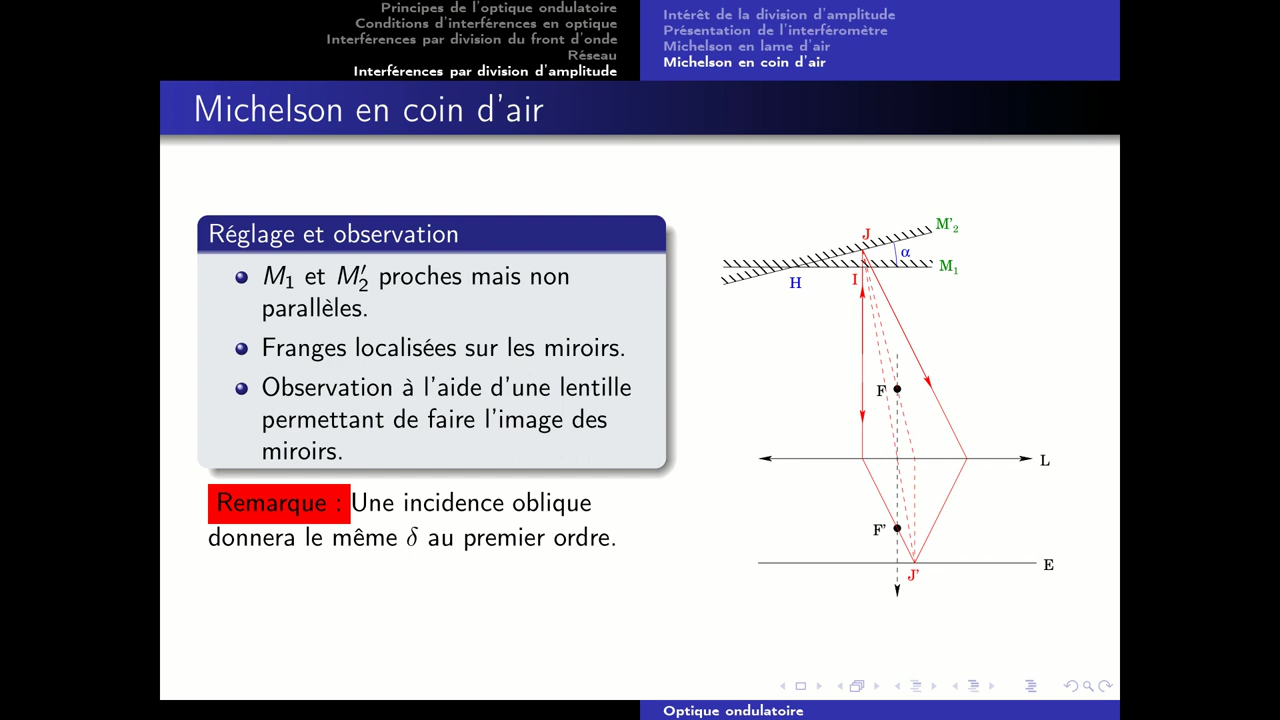 Principes de l'optique ondulatoire
Conditions d'interférences en optique
Interférences par division du front d'onde
Réseau
Interférences par division d'amplitude
Intérêt de la division d'amplitude
Présentation de l'interféromètre
Michelson en lame d'air
Michelson en coin d'air
Michelson en coin d'air
Réglage et observation
M₁ et M′₂ proches mais non
parallèles.
Franges localisées sur les miroirs.
Observation à l'aide d'une lentille
permettant de faire l'image des
miroirs.
Remarque : Une incidence oblique
donnera le même δ au premier ordre.
M'₂
J
α
M₁
I
H
F
L
F'
E
J'
Optique ondulatoire